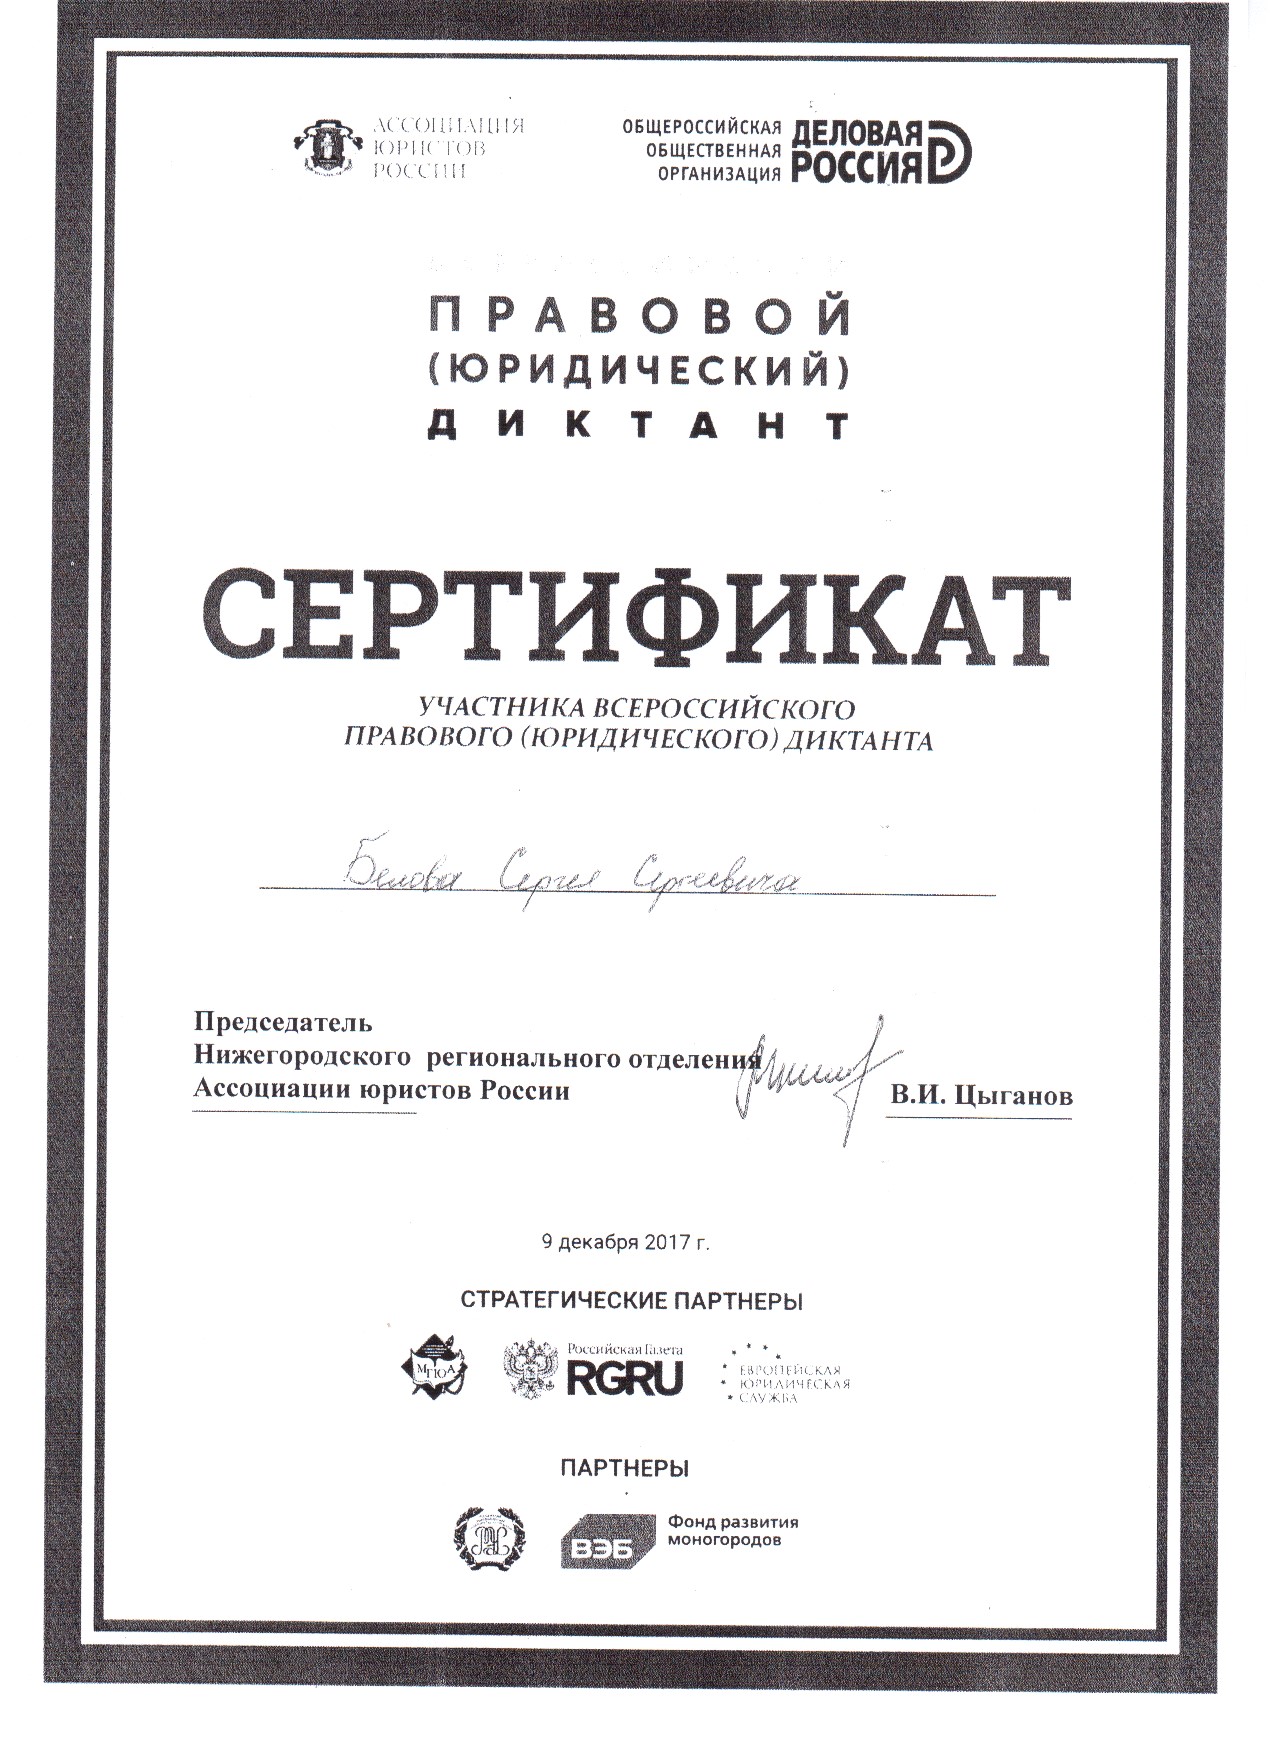 АССОЦИАЦИЯ
ЮРИСТОВ
РОССИИ
ОБЩЕРОССИЙСКАЯ
ОБЩЕСТВЕННАЯ
ОРГАНИЗАЦИЯ
ДЕЛОВАЯ
РОССИЯ
ПРАВОВОЙ
(ЮРИДИЧЕСКИЙ)
ДИКТАНТ
СЕРТИФИКАТ
УЧАСТНИКА ВСЕРОССИЙСКОГО
ПРАВОВОГО (ЮРИДИЧЕСКОГО) ДИКТАНТА
Белова Сергея Сергеевича
Председатель
Нижегородского регионального отделения
Ассоциации юристов России
В.И. Цыганов
9 декабря 2017 г.
СТРАТЕГИЧЕСКИЕ ПАРТНЕРЫ
МГЮА
Российская Газета
RGRU
ЕВРОПЕЙСКАЯ
ЮРИДИЧЕСКАЯ
СЛУЖБА
ПАРТНЕРЫ
ВЭБ
Фонд развития
моногородов